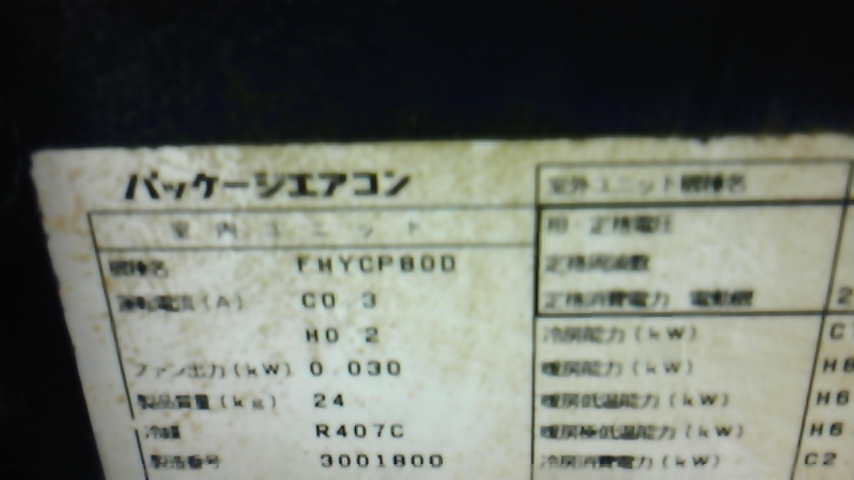 パッケージエアコン
室内ユニット
機種名 FHYCP80D
運転電流(A) C0.3
H0.2
ファン出力(kW) 0.030
製品質量(kg) 24
冷媒 R407C
製造番号 3001800
室外ユニット機種名
相・定格電圧
定格周波数
定格消費電力 電動機 2
冷房能力(kW) C
暖房能力(kW) H8
暖房低温能力(kW) H6
暖房極低温能力(kW) H6
冷房消費電力(kW) C2